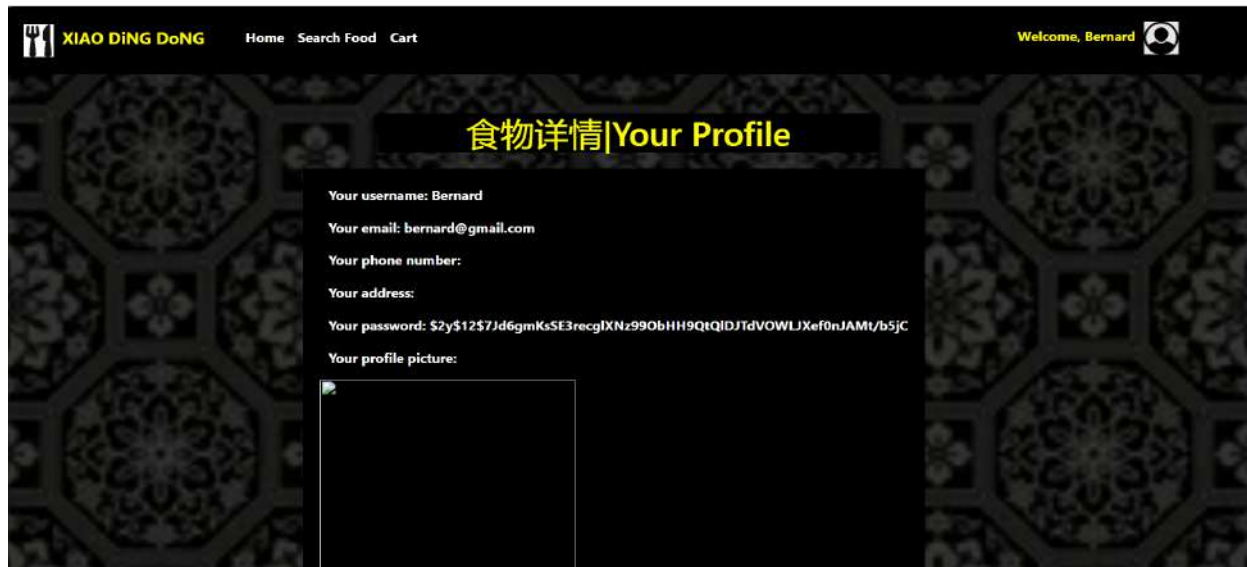 XIAO DiNG DoNG Home Search Food Cart Welcome, Bernard
食物详情|Your Profile
Your username: Bernard
Your email: bernard@gmail.com
Your phone number:
Your address:
Your password: $2y$12$7Jd6gmKsSE3recglXNz99ObHH9QtQlDJTdVOWLJXef0nJAMt/b5jC
Your profile picture: